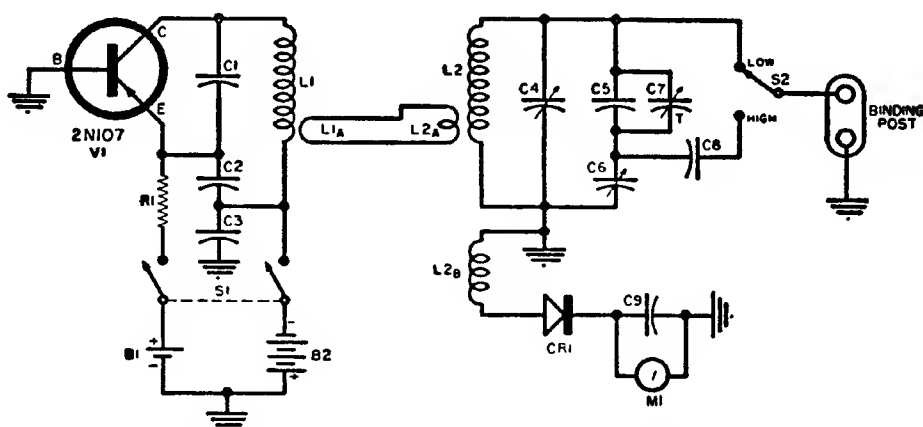 C
B
E
2N107
V1
C1
L1
L1A
L2A
L2
C4
C5
C7
T
C6
C8
LOW
S2
HIGH
BINDING
POST
R1
C2
C3
S1
+
B1
-
-
B2
+
L2B
CR1
C9
M1